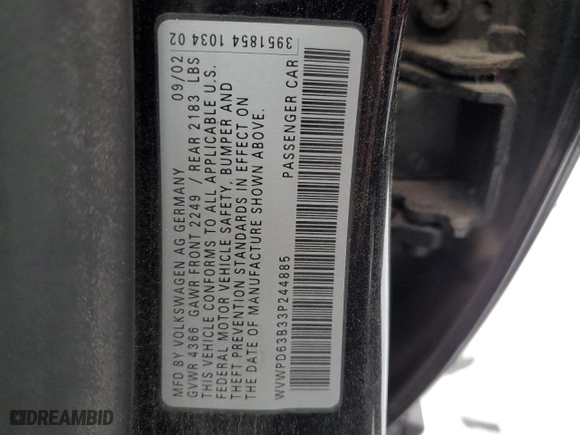 MFD BY VOLKSWAGEN AG GERMANY 09/02 3951854 1034 02
GVWR 4366 GAWR FRONT 2249 / REAR 2183 LBS
THIS VEHICLE CONFORMS TO ALL APPLICABLE U.S.
FEDERAL MOTOR VEHICLE SAFETY, BUMPER AND
THEFT PREVENTION STANDARDS IN EFFECT ON
DATE OF MANUFACTURE SHOWN ABOVE.
WVWPD63B33P244885 PASSENGER CAR
DREAMBID